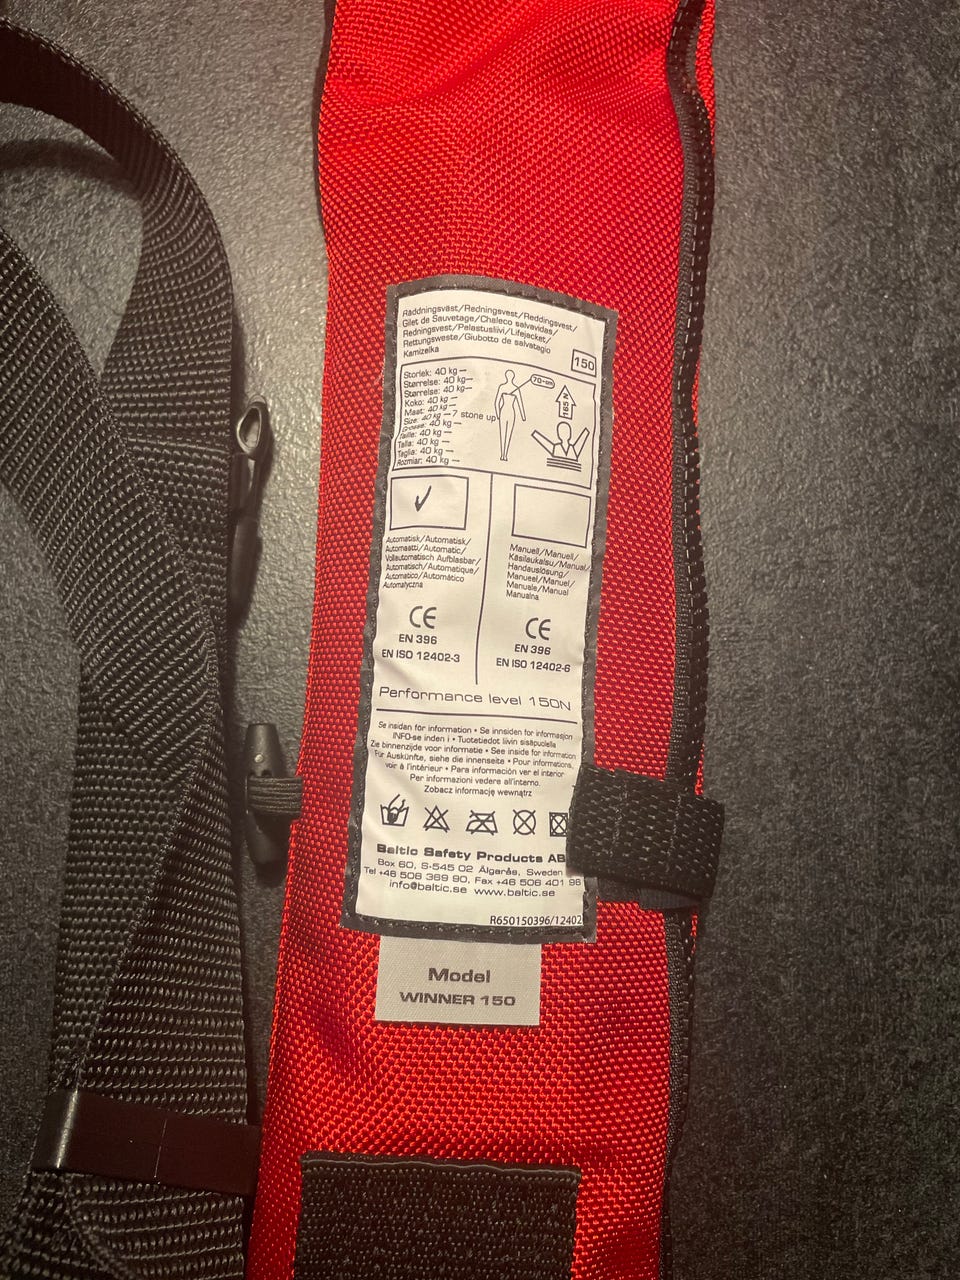 Räddningsväst/Redningsvest/Reddingsvest/
Gilet de Sauvetage/Chaleco salvavidas/
Redningsvest/Pelastusliivi/Lifejacket/
Rettungsweste/Giubotto de salvatagio
Kamizelka
150
Storlek: 40 kg—
Størrelse: 40 kg—
Størrelse: 40 kg—
Koko: 40 kg—
Maat: 40 kg—
Size: 40 kg—7 stone up
Grösse: 40 kg—
Taille: 40 kg—
Talla: 40 kg—
Teglia: 40 kg—
Rozmiar: 40 kg—
70-cm
165 N
Automatisk/Automatisk/
Automaatti/Automatic/
Vollautomatisch Aufblasbar/
Automatisch/Automatique/
Automatico/Automático
Automatyczna
Manuell/Manuell/
Käsilaukaisu/Manual/
Handauslösung/
Manueel/Manuel/
Manuale/Manual
Manualna
CE
EN 396
EN ISO 12402-3
CE
EN 396
EN ISO 12402-6
Performance level 150N
Se insidan för information • Se innsiden for informasjon
INFO-se inden i • Tuotetiedot liivin sisäpuolella
Zie binnenzijde voor informatie • See inside for information
Für Auskünfte, siehe die innenseite • Pour informations,
voir à l'intérieur • Para información ver el interior
Per informazioni vedere all'interno.
Zobacz informację wewnątrz
Baltic Safety Products AB
Box 60, S-545 02 Älgarås, Sweden
Tel +46 506 369 90, Fax +46 506 401 96
info@baltic.se www.baltic.se
R650150396/12402
Model
WINNER 150